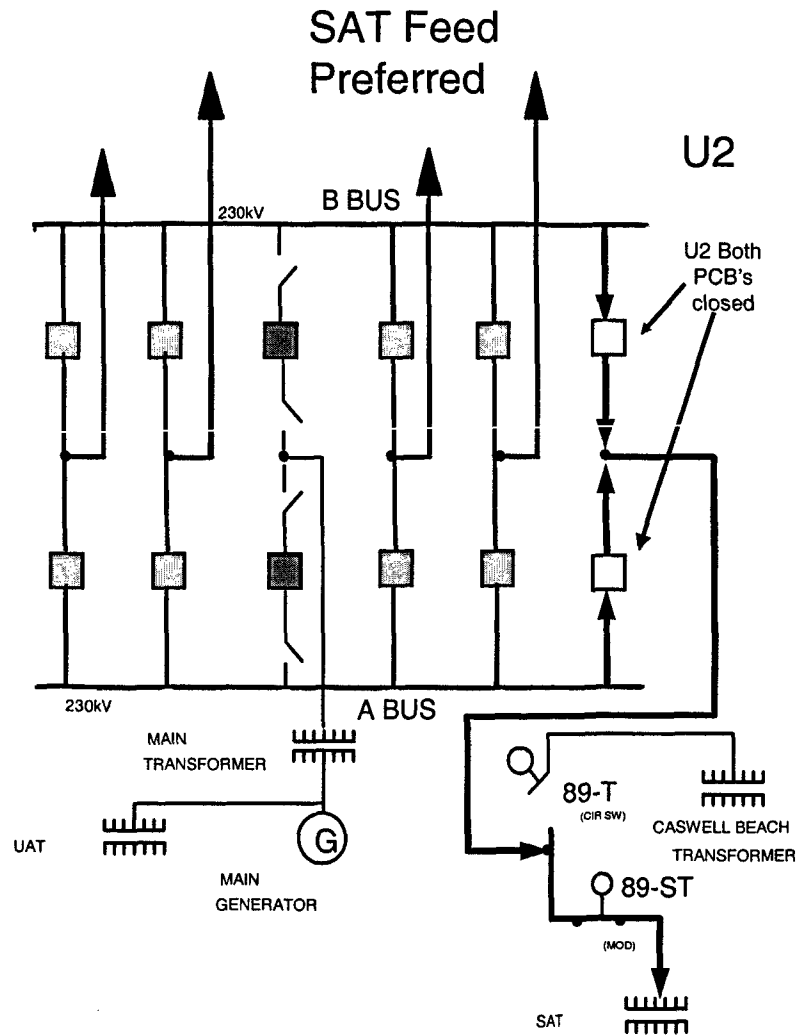 SAT Feed
Preferred
U2
B BUS
230kV
U2 Both
PCB's
closed
230kV
A BUS
MAIN
TRANSFORMER
89-T
(CIR SW)
CASWELL BEACH
TRANSFORMER
UAT
G
MAIN
GENERATOR
89-ST
(MOD)
SAT